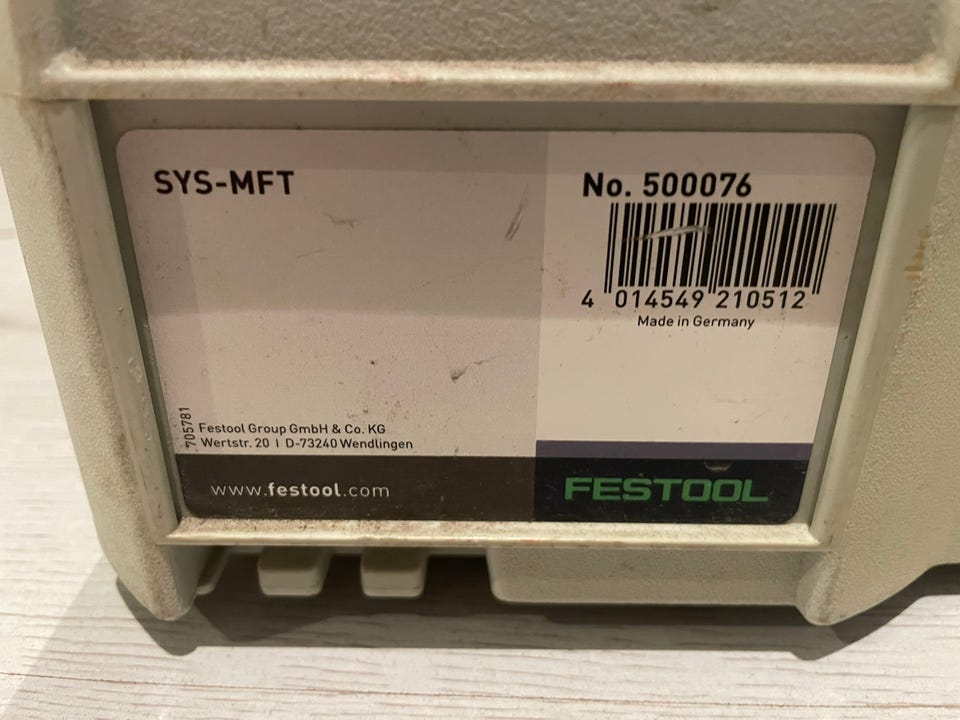 SYS-MFT
No. 500076
4 014549 210512
Made in Germany
705781
Festool Group GmbH & Co. KG
Wertstr. 20 | D-73240 Wendlingen
www.festool.com
FESTOOL